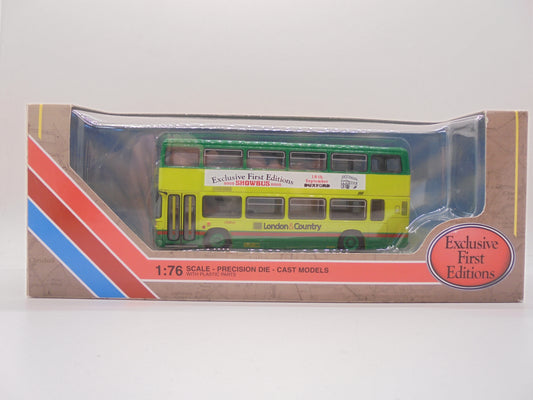 Exclusive First Editions
SHOWBUS
18th
September
DUXFORD
London&Country
1:76 SCALE - PRECISION DIE - CAST MODELS
WITH PLASTIC PARTS
Exclusive
First
Editions